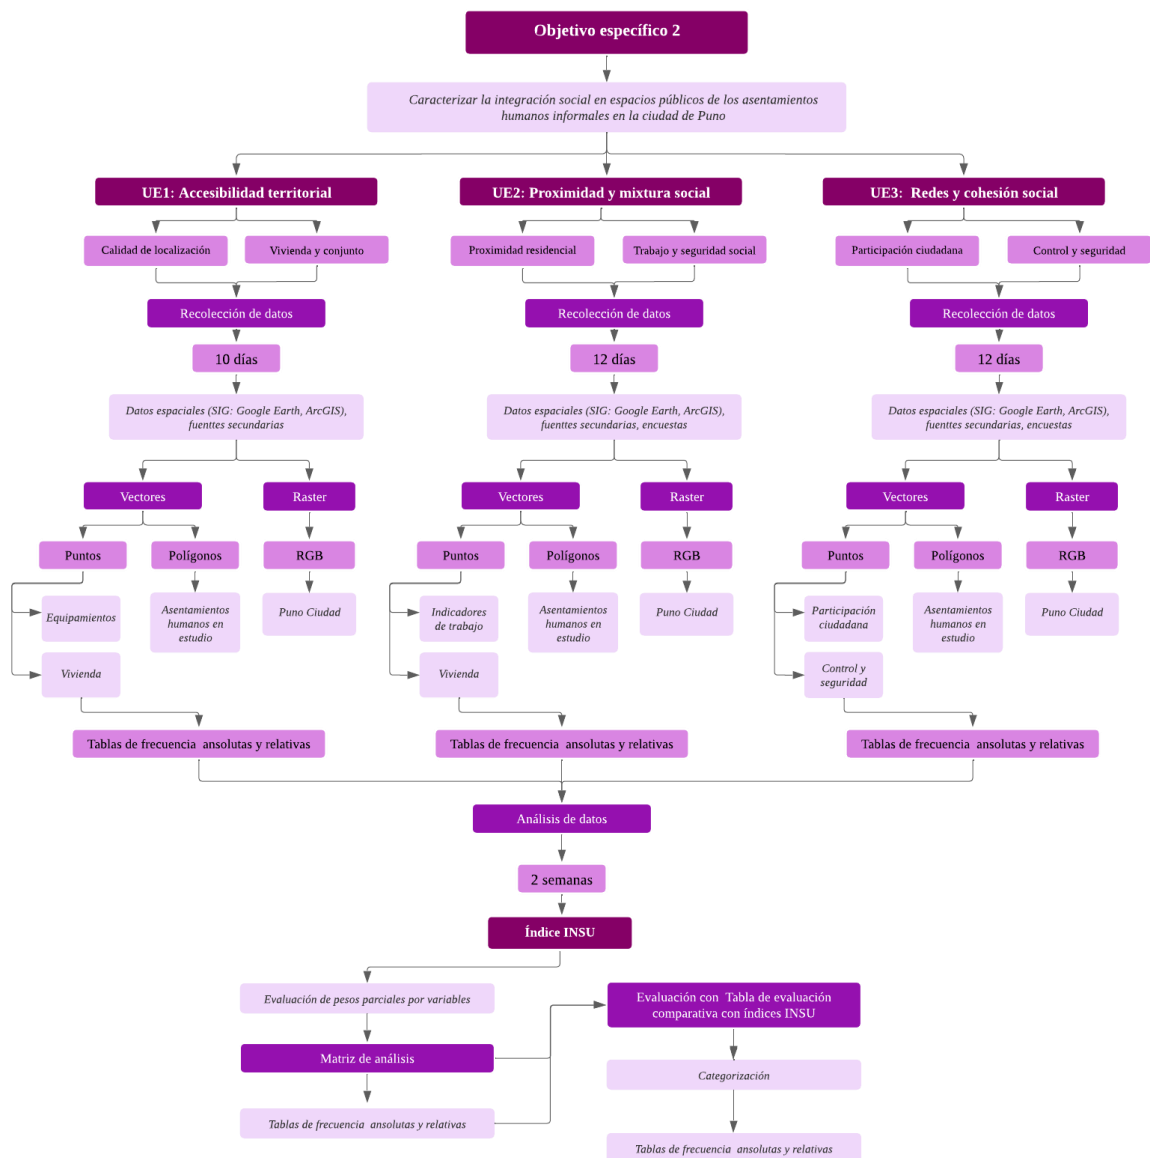 Objetivo específico 2
Caracterizar la integración social en espacios públicos de los asentamientos
humanos informales en la ciudad de Puno
UE1: Accesibilidad territorial
UE2: Proximidad y mixtura social
UE3: Redes y cohesión social
Calidad de localización
Vivienda y conjunto
Proximidad residencial
Trabajo y seguridad social
Participación ciudadana
Control y seguridad
Recolección de datos
Recolección de datos
Recolección de datos
10 días
12 días
12 días
Datos espaciales (SIG: Google Earth, ArcGIS),
fuenttes secundarias
Datos espaciales (SIG: Google Earth, ArcGIS),
fuenttes secundarias, encuestas
Datos espaciales (SIG: Google Earth, ArcGIS),
fuenttes secundarias, encuestas
Vectores
Raster
Vectores
Raster
Vectores
Raster
Puntos
Polígonos
RGB
Puntos
Polígonos
RGB
Puntos
Polígonos
RGB
Equipamientos
Asentamientos
humanos en
estudio
Puno Ciudad
Indicadores
de trabajo
Asentamientos
humanos en
estudio
Puno Ciudad
Participación
ciudadana
Asentamientos
humanos en
estudio
Puno Ciudad
Vivienda
Vivienda
Control y
seguridad
Tablas de frecuencia ansolutas y relativas
Tablas de frecuencia ansolutas y relativas
Tablas de frecuencia ansolutas y relativas
Análisis de datos
2 semanas
Índice INSU
Evaluación de pesos parciales por variables
Evaluación con Tabla de evaluación
comparativa con índices INSU
Matriz de análisis
Categorización
Tablas de frecuencia ansolutas y relativas
Tablas de frecuencia ansolutas y relativas